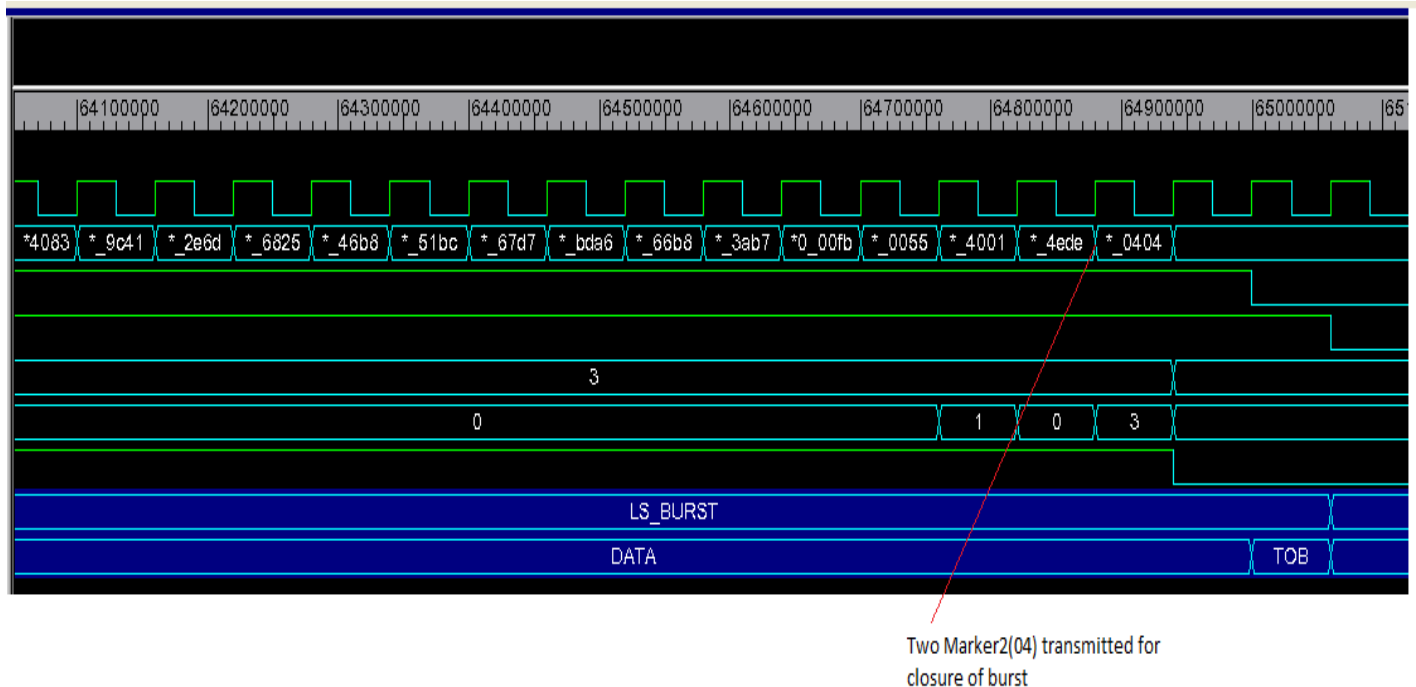 |64100000 |64200000 |64300000 |64400000 |64500000 |64600000 |64700000 |64800000 |64900000 |65000000 |65
*4083 *_9c41 *_2e6d *_6825 *_46b8 *_51bc *_67d7 *_bda6 *_66b8 *_3ab7 *0_00fb *_0055 *_4001 *_4ede *_0404
3
0 1 0 3
LS_BURST
DATA TOB
Two Marker2(04) transmitted for
closure of burst